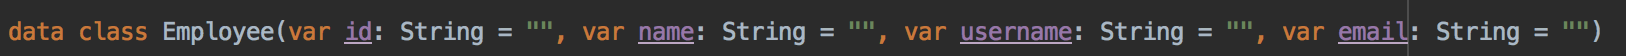 data class Employee(var id: String = "", var name: String = "", var username: String = "", var email: String = "")